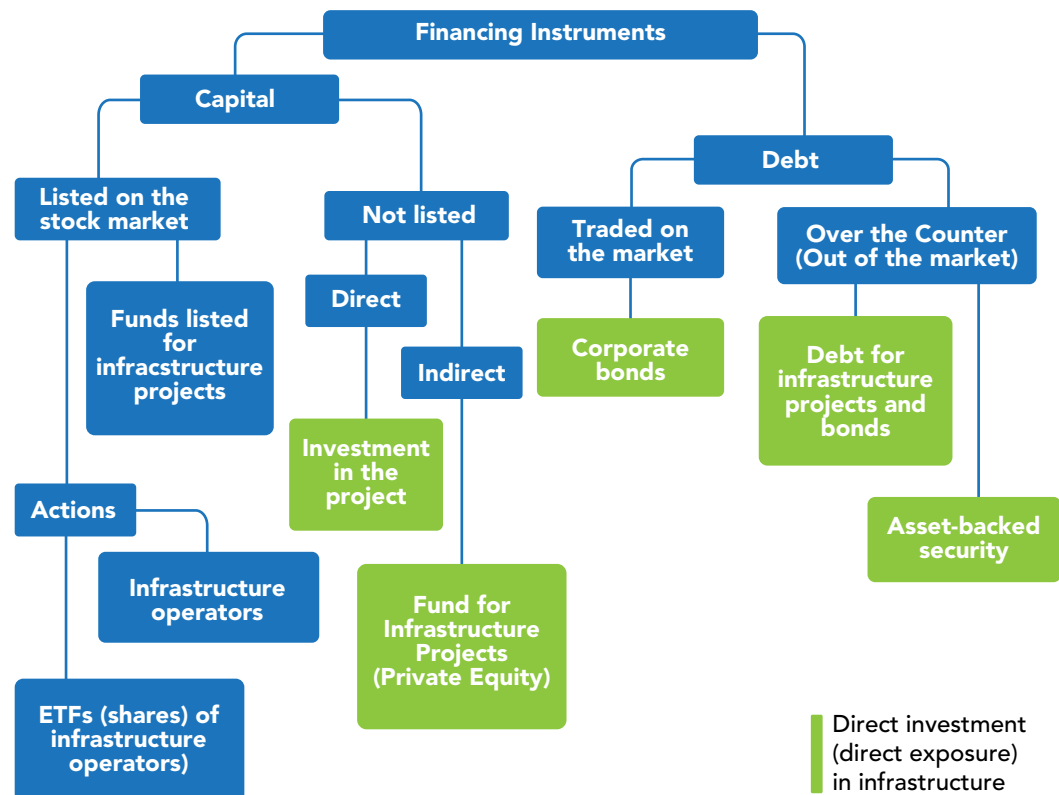 Financing Instruments
Capital
Debt
Listed on the
stock market
Not listed
Traded on
the market
Over the Counter
(Out of the market)
Direct
Funds listed
for
infracstructure
projects
Indirect
Corporate
bonds
Debt for
infrastructure
projects and
bonds
Investment
in the
project
Actions
Asset-backed
security
Infrastructure
operators
Fund for
Infrastructure
Projects
(Private Equity)
ETFs (shares) of
infrastructure
operators)
Direct investment
(direct exposure)
in infrastructure